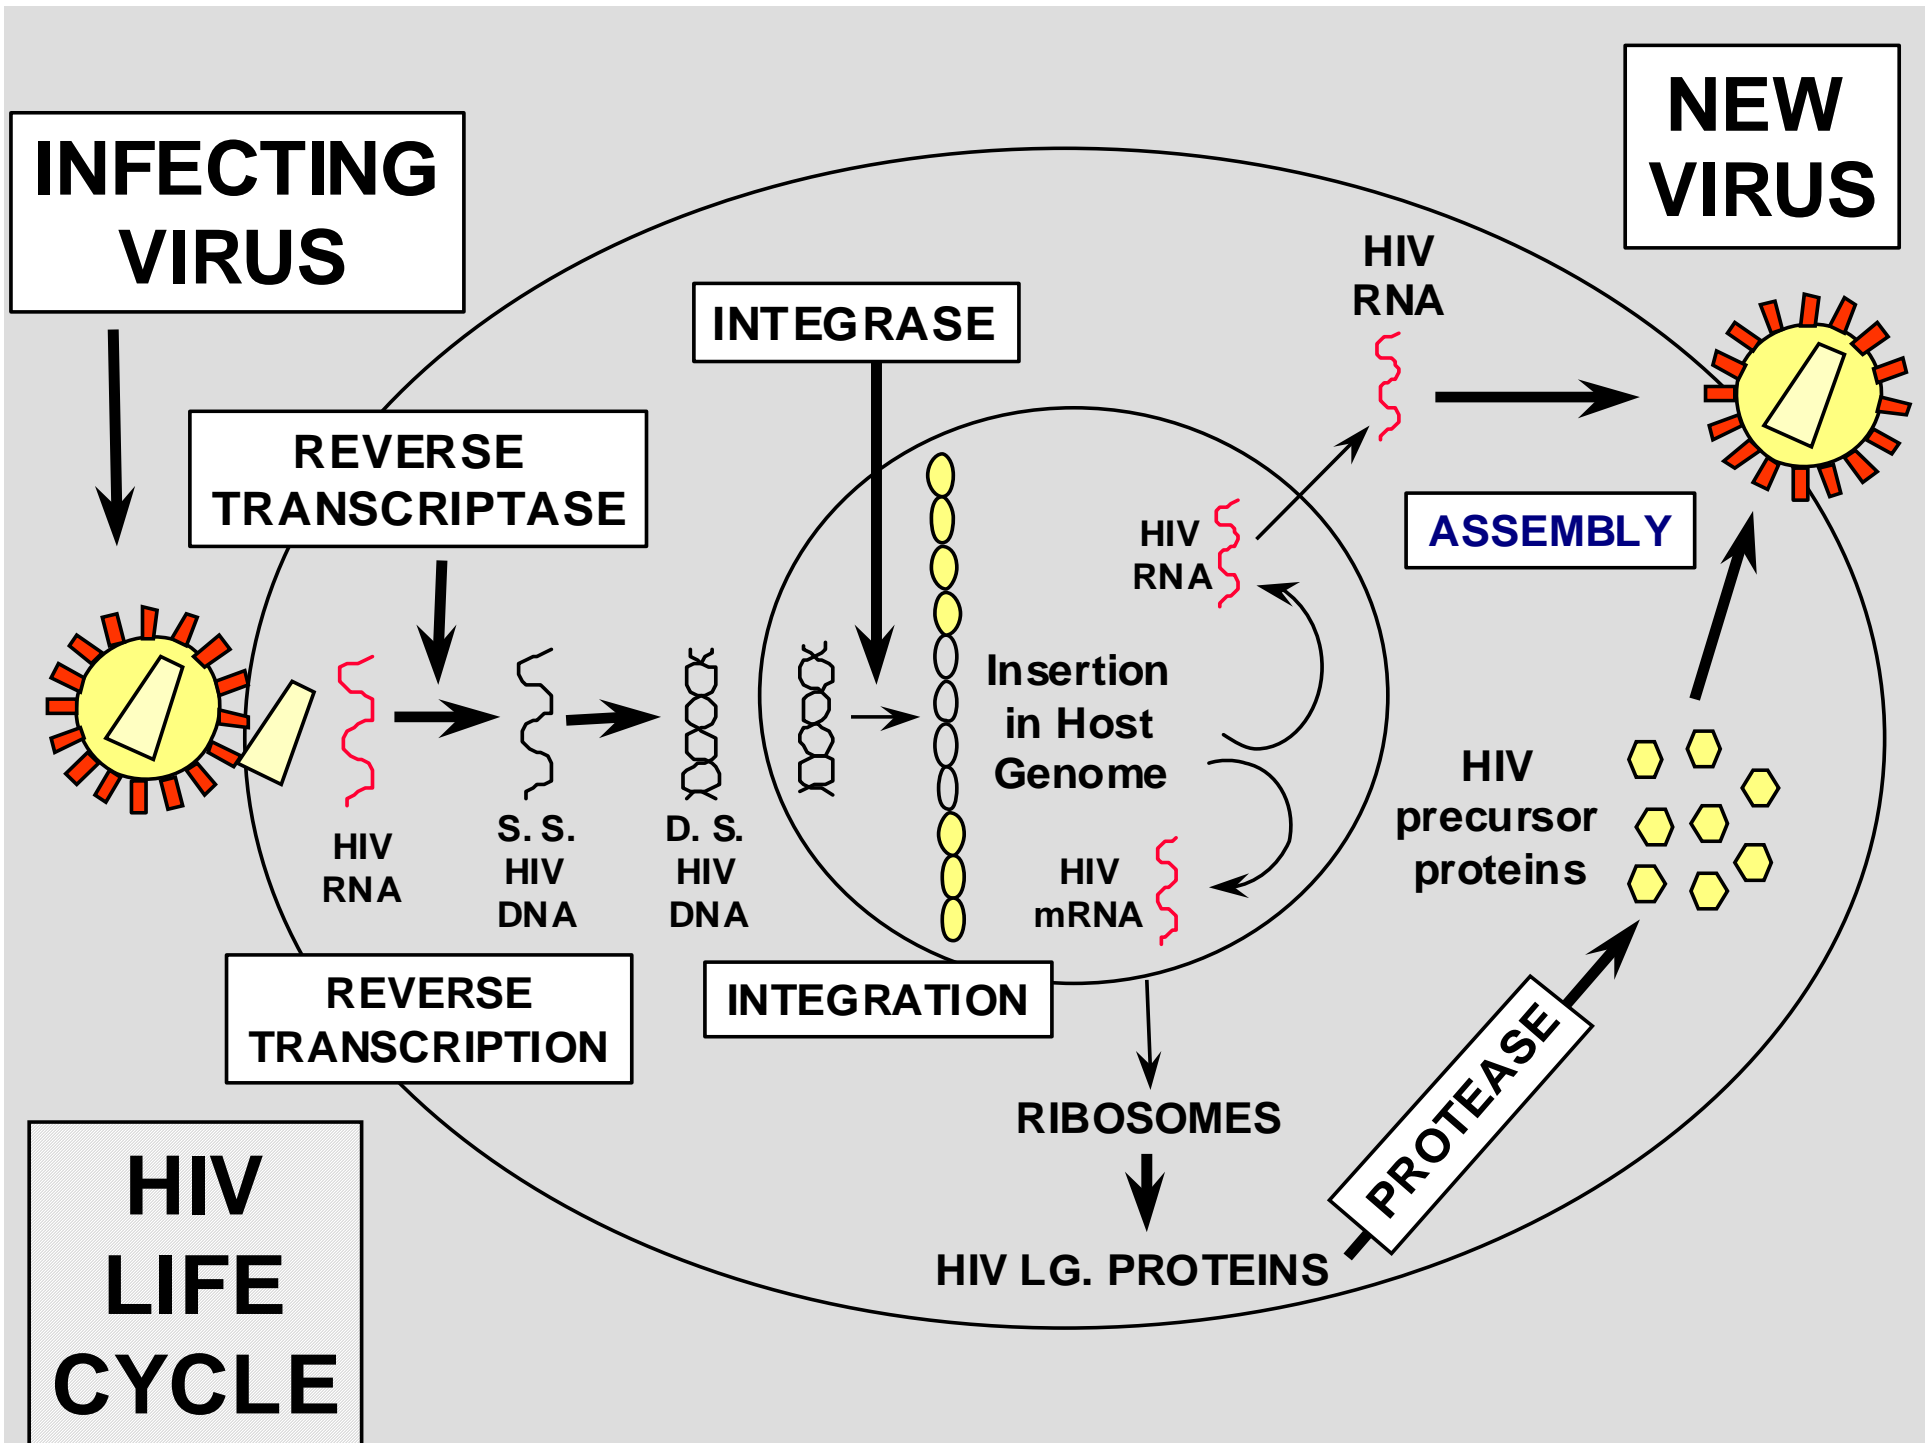 INFECTING
VIRUS
NEW
VIRUS
HIV
RNA
INTEGRASE
REVERSE
TRANSCRIPTASE
ASSEMBLY
HIV
RNA
Insertion
in Host
Genome
HIV
RNA
S. S.
HIV
DNA
D. S.
HIV
DNA
HIV
mRNA
HIV
precursor
proteins
REVERSE
TRANSCRIPTION
INTEGRATION
PROTEASE
RIBOSOMES
HIV LG. PROTEINS
HIV
LIFE
CYCLE